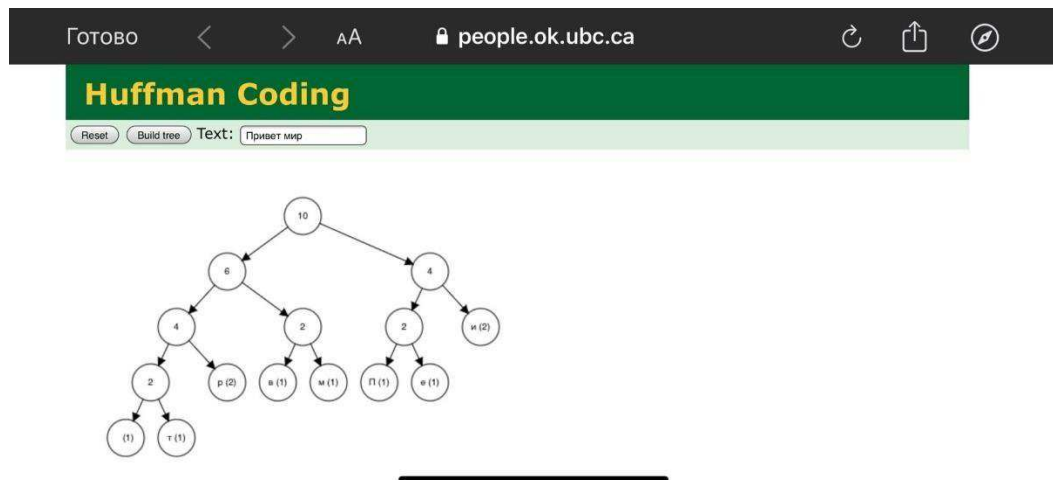 Готово < > AA people.ok.ubc.ca
Huffman Coding
Reset Build tree Text: Привет мир
10
6 4
4 2 2 и (2)
2 р (2) в (1) м (1) П (1) е (1)
(1) т (1)